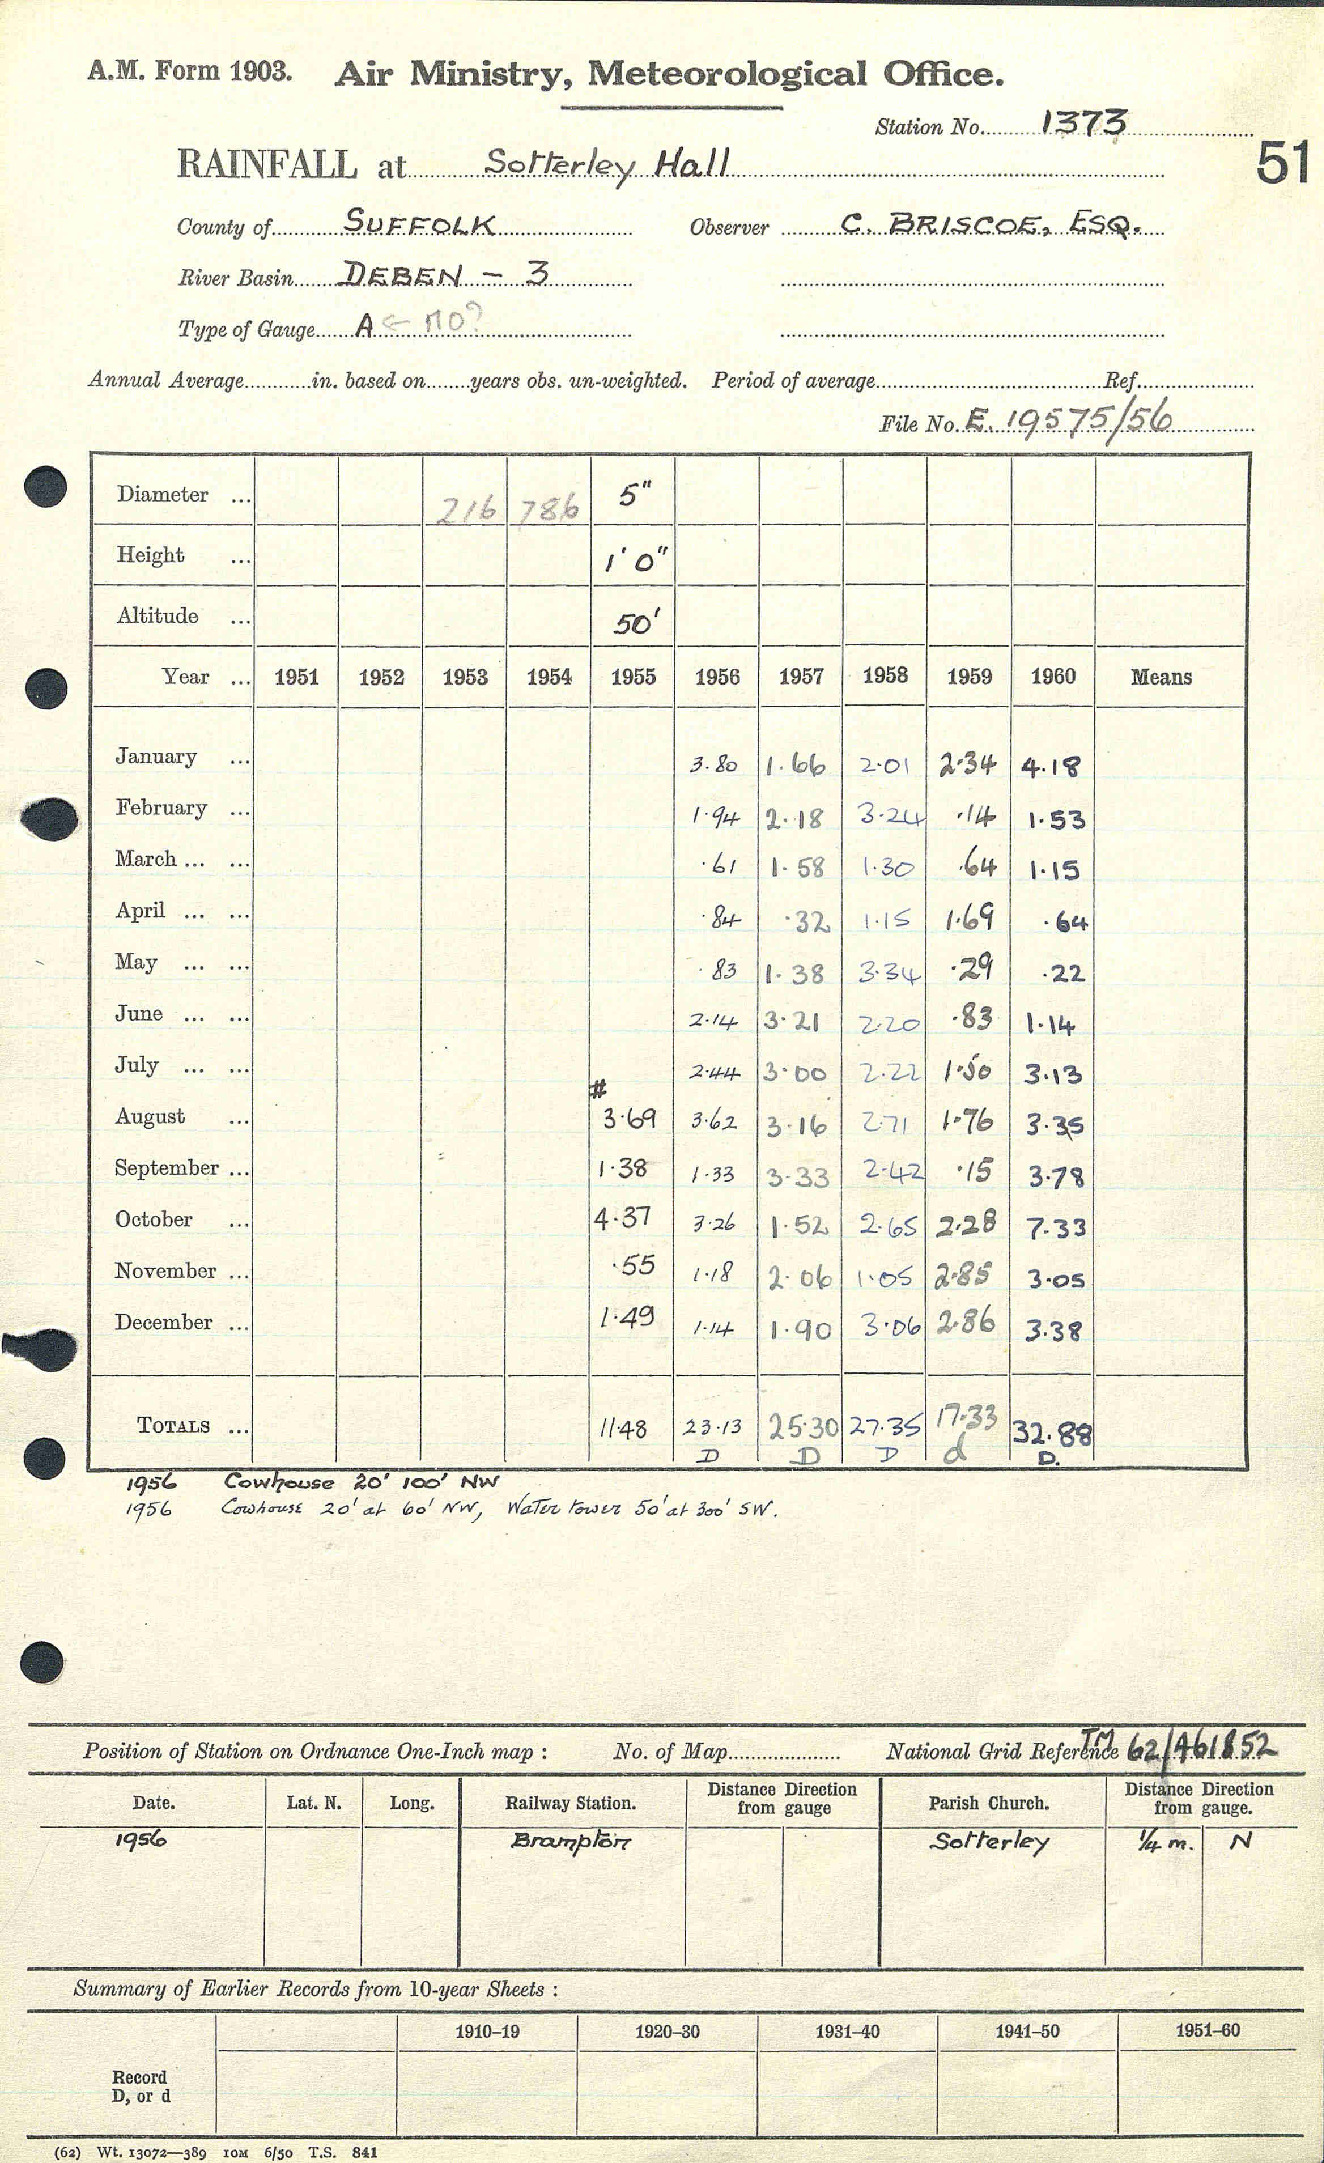 A.M. Form 1903. Air Ministry, Meteorological Office.
Station No. 1373
51
RAINFALL at Sotterley Hall
County of SUFFOLK Observer C. BRISCOE, ESQ.
River Basin DEBEN - 3
Type of Gauge A ← MO?
Annual Average in. based on years obs. un-weighted. Period of average Ref.
File No. E. 19575/56
Diameter ... 216 786 5"
Height ... 1' 0"
Altitude ... 50'
Year ... 1951 1952 1953 1954 1955 1956 1957 1958 1959 1960 Means
January ... 3.80 1.66 2.01 2.34 4.18
February ... 1.94 2.18 3.24 .14 1.53
March ... ... .61 1.58 1.30 .64 1.15
April ... ... .84 .32 1.15 1.69 .64
May ... ... .83 1.38 3.34 .29 .22
June ... ... 2.14 3.21 2.20 .83 1.14
July ... ... 2.44 3.00 2.22 1.50 3.13
#
August ... 3.69 3.62 3.16 2.71 1.76 3.35
September ... 1.38 1.33 3.33 2.42 .15 3.78
October ... 4.37 3.26 1.52 2.65 2.28 7.33
November ... .55 1.18 2.06 1.05 2.85 3.05
December ... 1.49 1.14 1.90 3.06 2.86 3.38
TOTALS ... 11.48 23.13 25.30 27.35 17.33 32.88
D D D d D.
1956 Cowhouse 20' 100' NW
1956 Cowhouse 20' at 60' NW, Water tower 50' at 300' SW.
Position of Station on Ordnance One-Inch map : No. of Map National Grid Reference TM 62/461852
Date. Lat. N. Long. Railway Station. Distance from gauge Direction Parish Church. Distance from gauge. Direction
1956 Brampton Sotterley ¼ m. N
Summary of Earlier Records from 10-year Sheets :
1910–19 1920–30 1931–40 1941–50 1951–60
Record
D, or d
(62) Wt. 13072—389 10M 6/50 T.S. 841